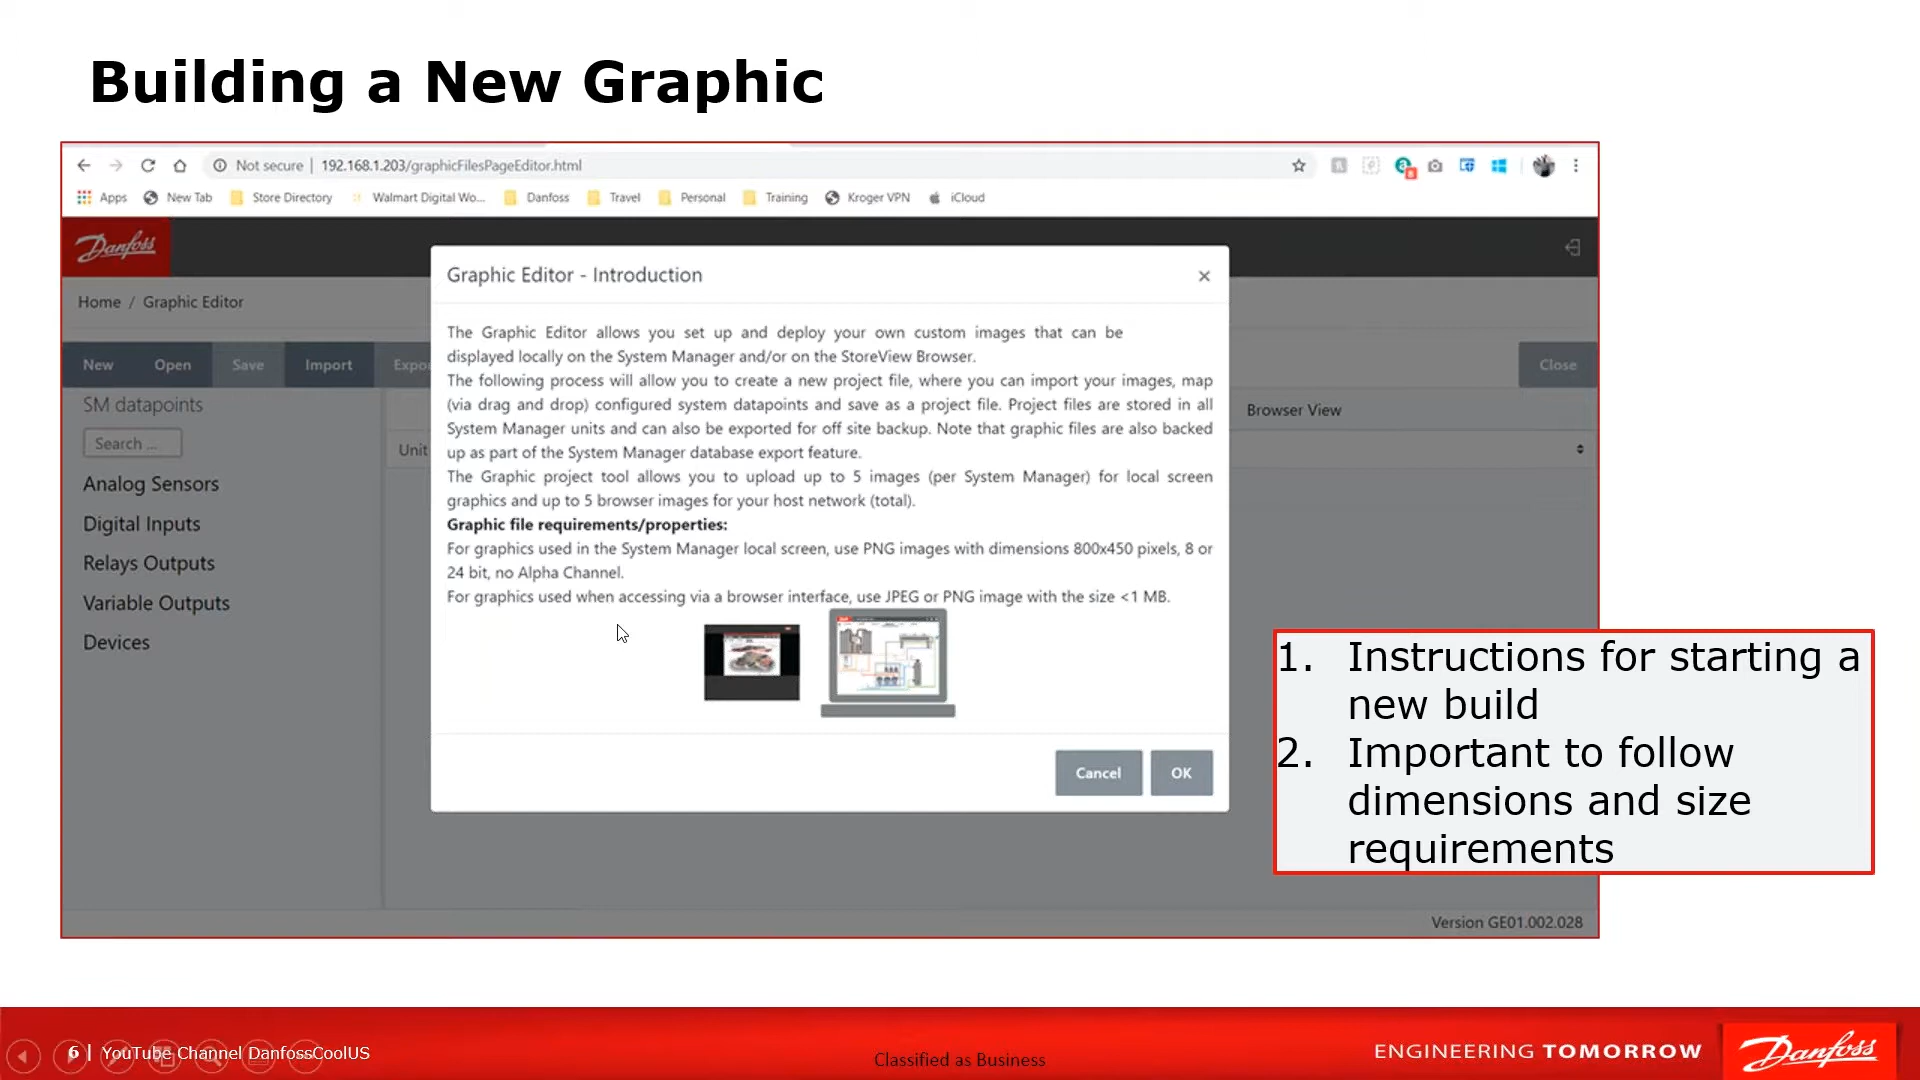 Building a New Graphic
Not secure | 192.168.1.203/graphicFilesPageEditor.html
Apps New Tab Store Directory Walmart Digital Wo... Danfoss Travel Personal Training Kroger VPN iCloud
Danfoss
Graphic Editor - Introduction ×
Home / Graphic Editor
New Open Save Import Expo Close
The Graphic Editor allows you set up and deploy your own custom images that can be
displayed locally on the System Manager and/or on the StoreView Browser.
The following process will allow you to create a new project file, where you can import your images, map
(via drag and drop) configured system datapoints and save as a project file. Project files are stored in all
System Manager units and can also be exported for off site backup. Note that graphic files are also backed
up as part of the System Manager database export feature.
The Graphic project tool allows you to upload up to 5 images (per System Manager) for local screen
graphics and up to 5 browser images for your host network (total).
Graphic file requirements/properties:
For graphics used in the System Manager local screen, use PNG images with dimensions 800x450 pixels, 8 or
24 bit, no Alpha Channel.
For graphics used when accessing via a browser interface, use JPEG or PNG image with the size <1 MB.
Cancel OK
SM datapoints
Search ...
Analog Sensors
Digital Inputs
Relays Outputs
Variable Outputs
Devices
Unit
Browser View
1. Instructions for starting a
new build
2. Important to follow
dimensions and size
requirements
Version GE01.002.028
6 | YouTube Channel DanfossCoolUS
Classified as Business
ENGINEERING TOMORROW
Danfoss